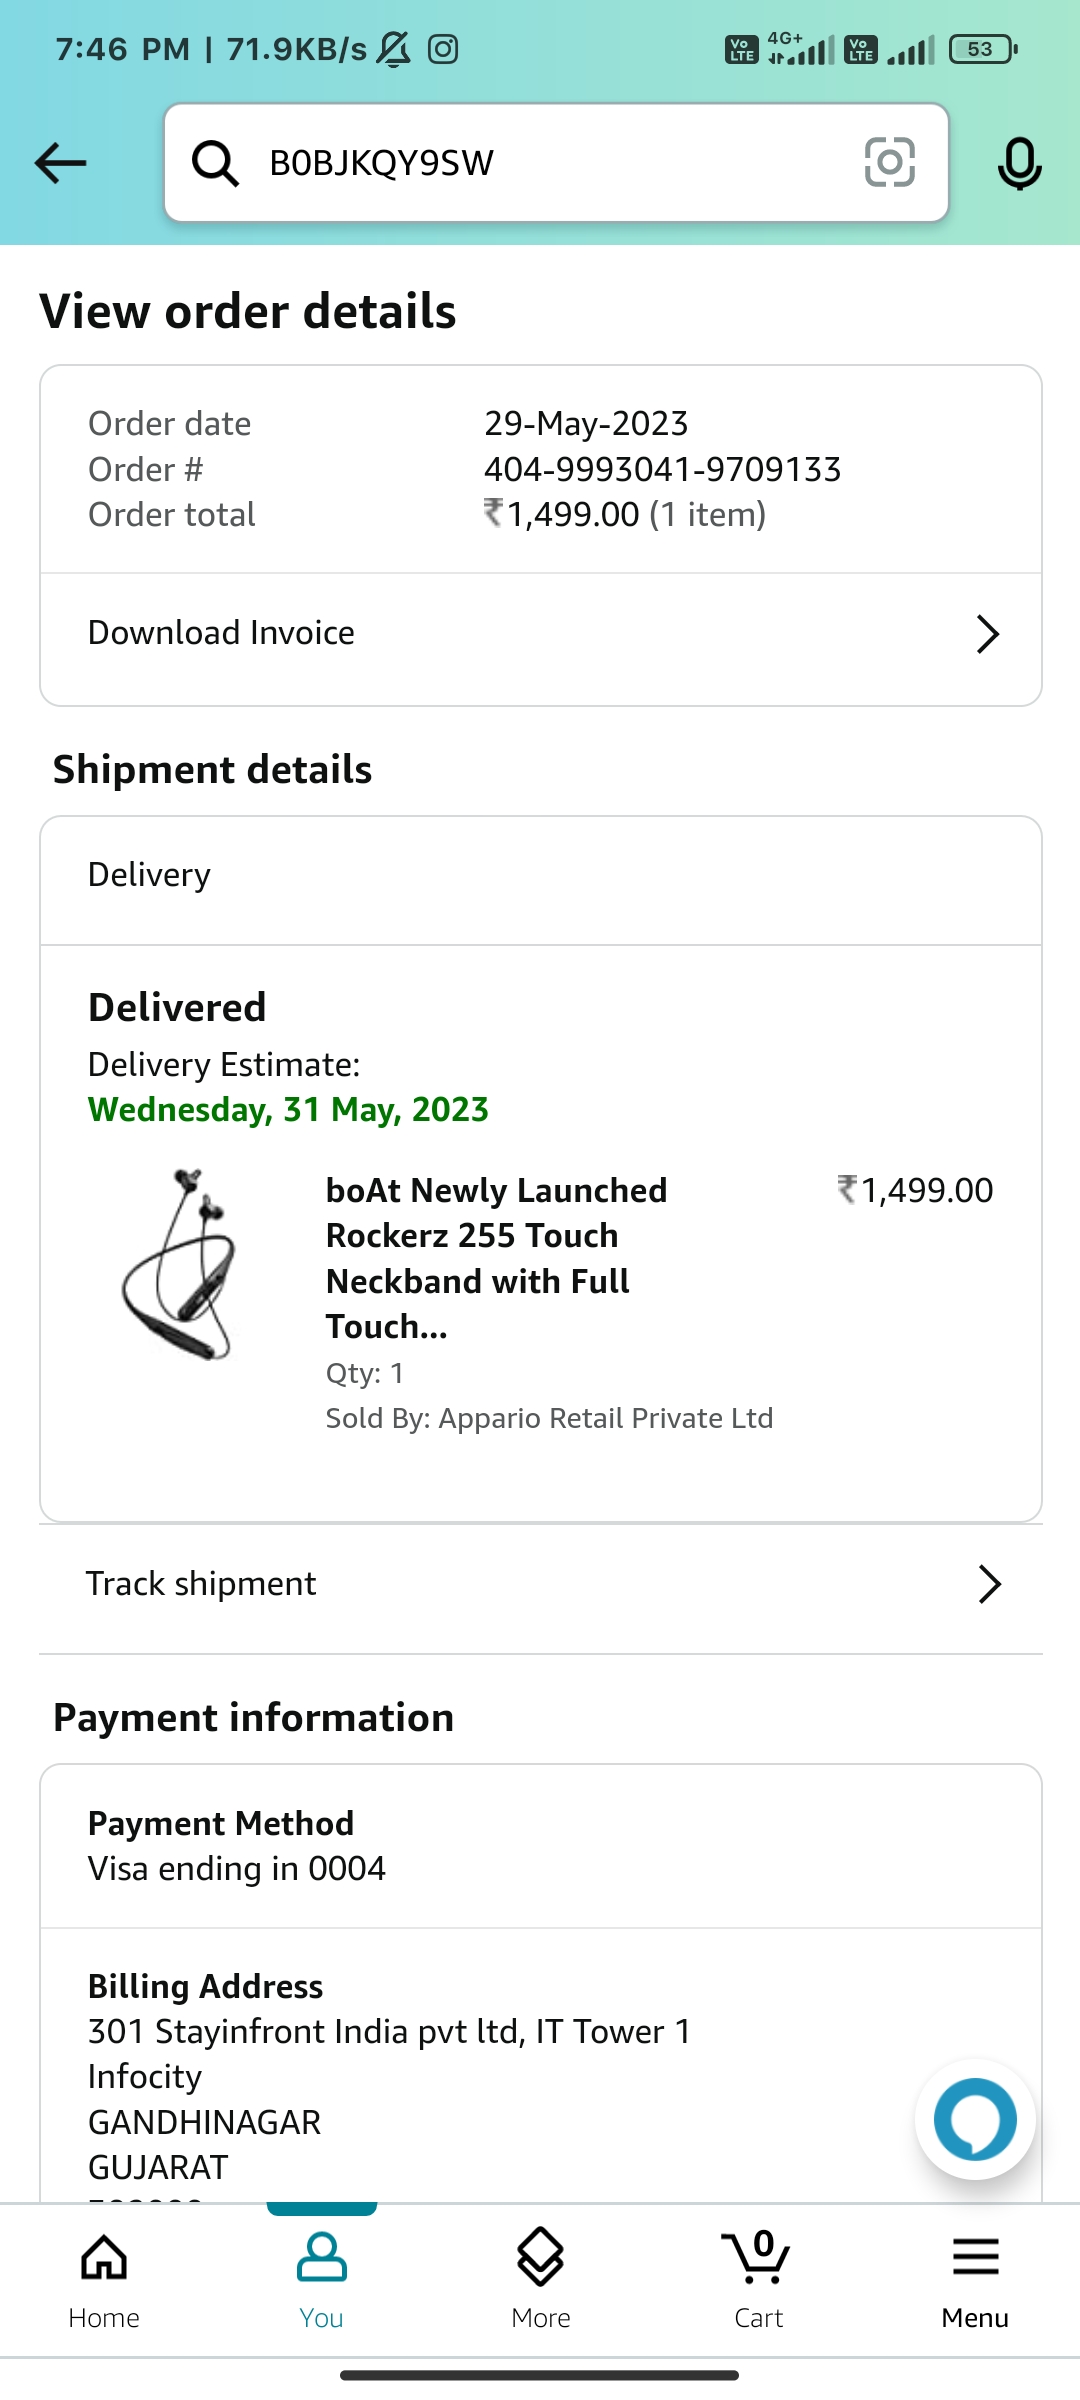 7:46 PM | 71.9KB/s
Vo LTE 4G+ Vo LTE 53
B0BJKQY9SW
View order details
Order date 29-May-2023
Order # 404-9993041-9709133
Order total ₹1,499.00 (1 item)
Download Invoice
Shipment details
Delivery
Delivered
Delivery Estimate:
Wednesday, 31 May, 2023
boAt Newly Launched ₹1,499.00
Rockerz 255 Touch
Neckband with Full
Touch...
Qty: 1
Sold By: Appario Retail Private Ltd
Track shipment
Payment information
Payment Method
Visa ending in 0004
Billing Address
301 Stayinfront India pvt ltd, IT Tower 1
Infocity
GANDHINAGAR
GUJARAT
0
Home You More Cart Menu